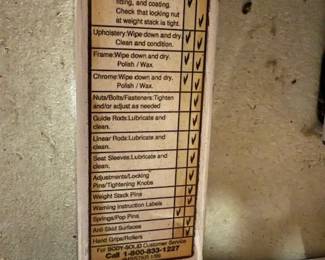 fitting, and coating.
Check that locking nut
at weight stack is tight.
Upholstery:Wipe down and dry.
Clean and condition.
Frame:Wipe down and dry.
Polish / Wax.
Chrome:Wipe down and dry.
Polish / Wax.
Nuts/Bolts/Fasteners:Tighten
and/or adjust as needed
Guide Rods:Lubricate and
clean.
Linear Rods:Lubricate and
clean.
Seat Sleeves:Lubricate and
clean.
Adjustments/Locking
Pins/Tightening Knobs
Weight Stack Pins
Warning Instruction Labels
Springs/Pop Pins
Anti Skid Surfaces
Hand Grips/Rollers
For BODY-SOLID Customer Service
Call 1-800-833-1227